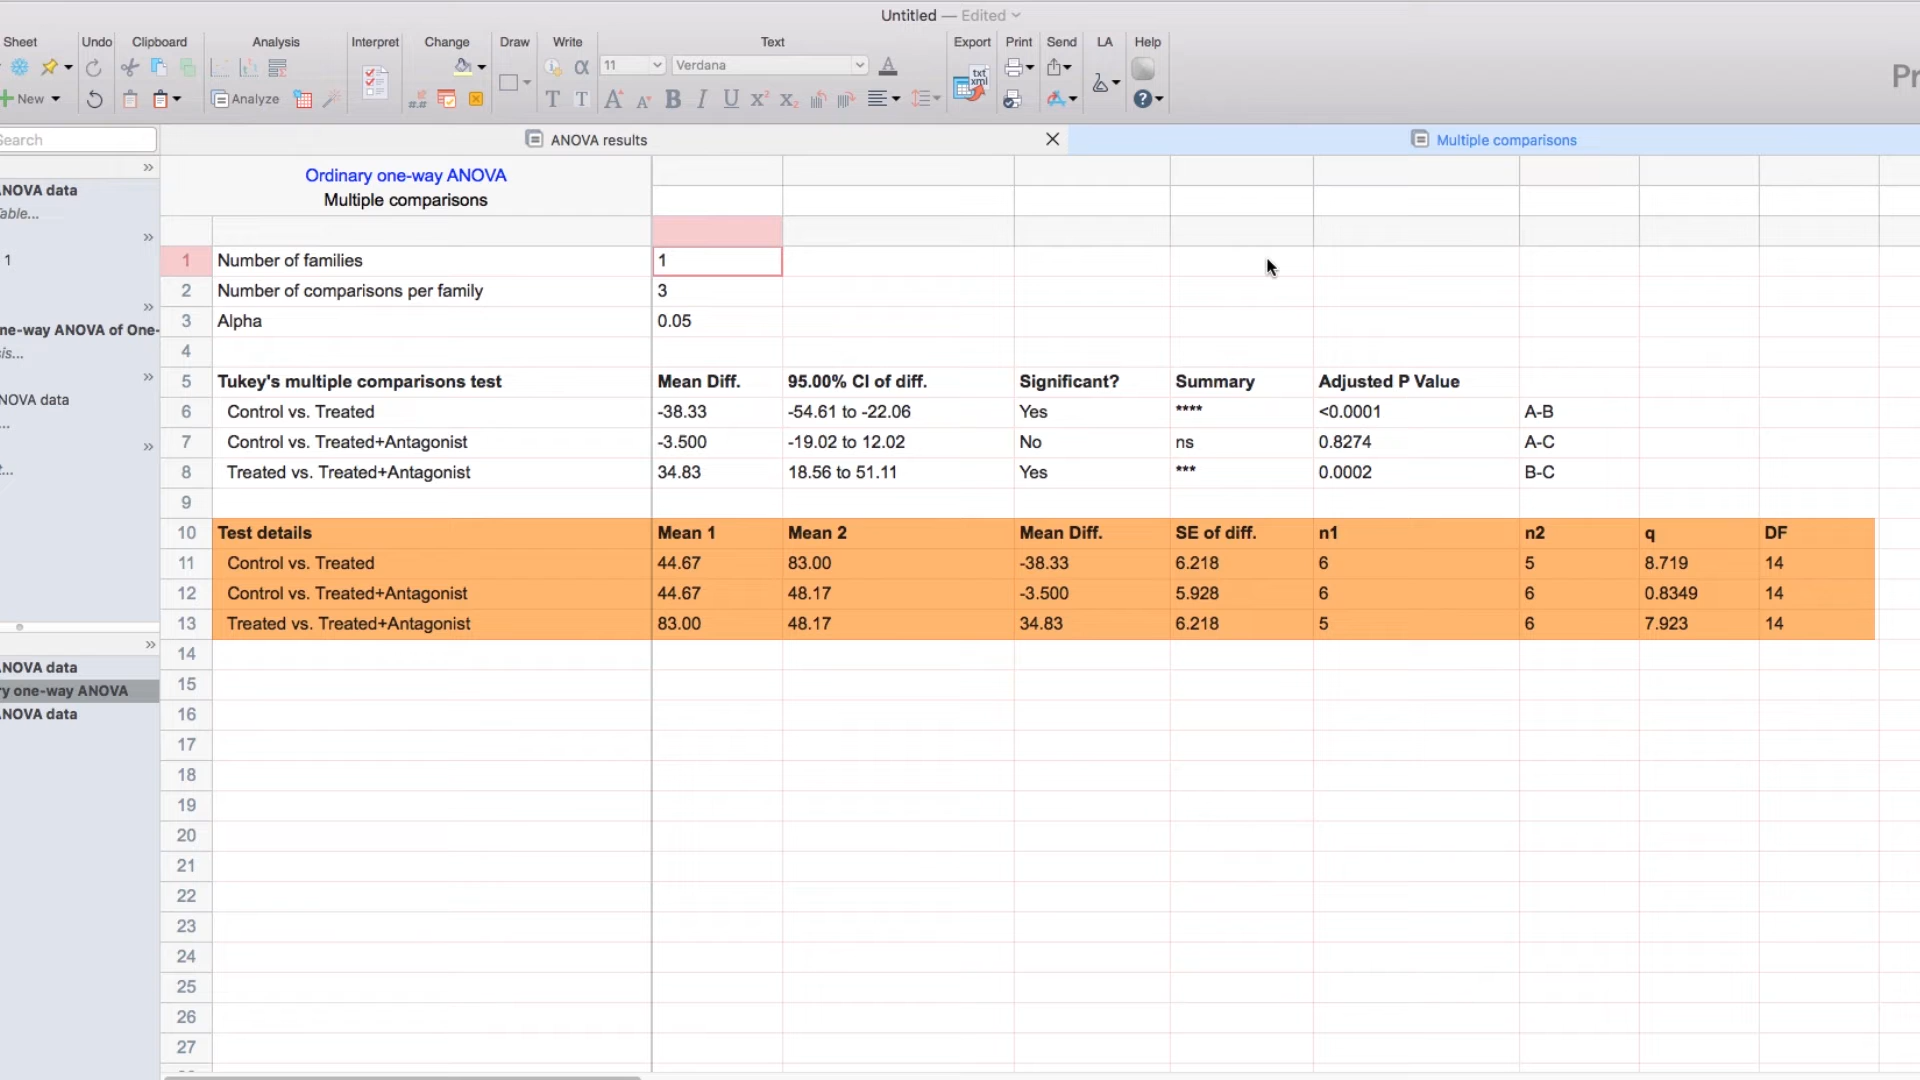 Untitled — Edited
Sheet Undo Clipboard Analysis Interpret Change Draw Write Text Export Print Send LA Help
11 Verdana
New Analyze
Search ANOVA results Multiple comparisons
Ordinary one-way ANOVA
Multiple comparisons
NOVA data
able...
1
ne-way ANOVA of One-
sis...
NOVA data
...
t...
NOVA data
ry one-way ANOVA
NOVA data
1 Number of families 1
2 Number of comparisons per family 3
3 Alpha 0.05
4
5 Tukey's multiple comparisons test Mean Diff. 95.00% CI of diff. Significant? Summary Adjusted P Value
6 Control vs. Treated -38.33 -54.61 to -22.06 Yes **** <0.0001 A-B
7 Control vs. Treated+Antagonist -3.500 -19.02 to 12.02 No ns 0.8274 A-C
8 Treated vs. Treated+Antagonist 34.83 18.56 to 51.11 Yes *** 0.0002 B-C
9
10 Test details Mean 1 Mean 2 Mean Diff. SE of diff. n1 n2 q DF
11 Control vs. Treated 44.67 83.00 -38.33 6.218 6 5 8.719 14
12 Control vs. Treated+Antagonist 44.67 48.17 -3.500 5.928 6 6 0.8349 14
13 Treated vs. Treated+Antagonist 83.00 48.17 34.83 6.218 5 6 7.923 14
14
15
16
17
18
19
20
21
22
23
24
25
26
27